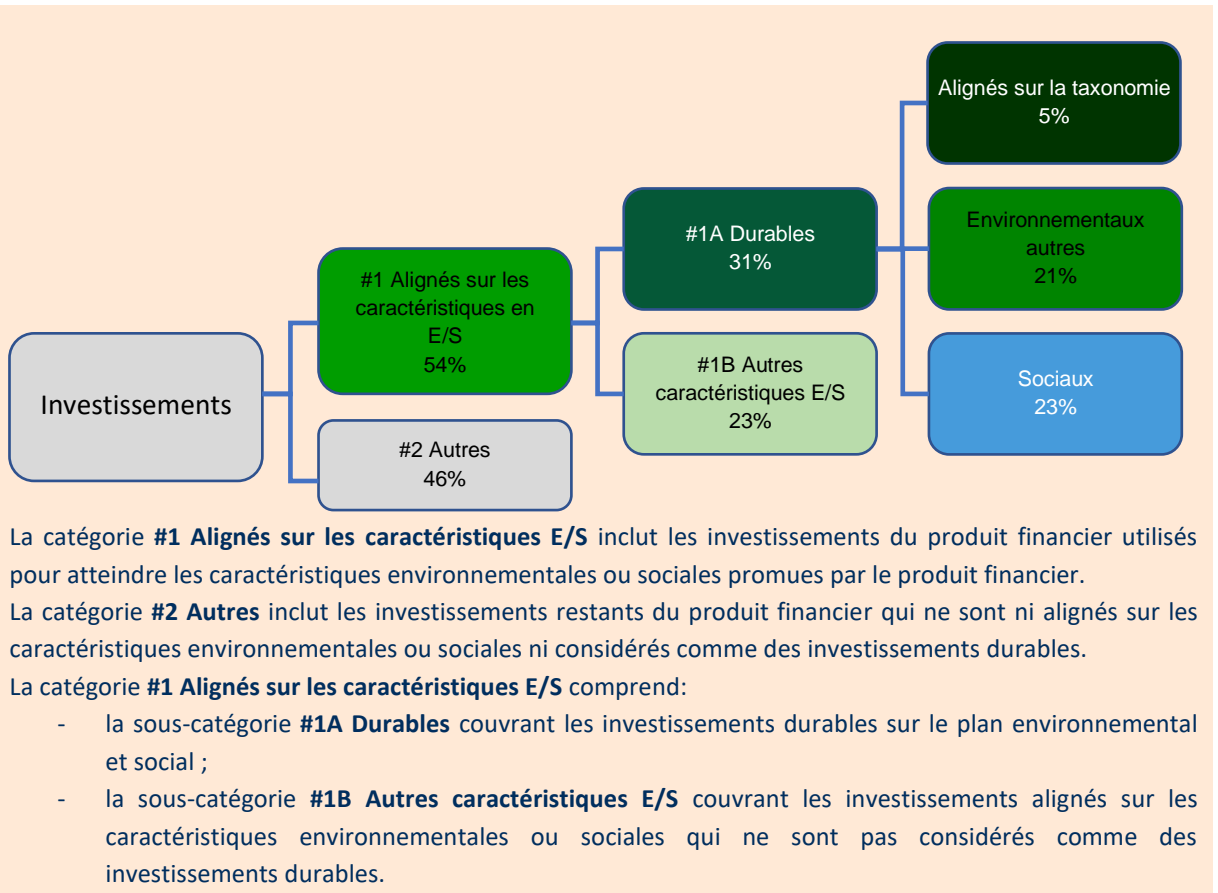 Alignés sur la taxonomie
5%
#1A Durables
31%
Environnementaux
autres
21%
#1 Alignés sur les
caractéristiques en
E/S
54%
#1B Autres
caractéristiques E/S
23%
Sociaux
23%
Investissements
#2 Autres
46%
La catégorie #1 Alignés sur les caractéristiques E/S inclut les investissements du produit financier utilisés
pour atteindre les caractéristiques environnementales ou sociales promues par le produit financier.
La catégorie #2 Autres inclut les investissements restants du produit financier qui ne sont ni alignés sur les
caractéristiques environnementales ou sociales ni considérés comme des investissements durables.
La catégorie #1 Alignés sur les caractéristiques E/S comprend:
- la sous-catégorie #1A Durables couvrant les investissements durables sur le plan environnemental
et social ;
- la sous-catégorie #1B Autres caractéristiques E/S couvrant les investissements alignés sur les
caractéristiques environnementales ou sociales qui ne sont pas considérés comme des
investissements durables.